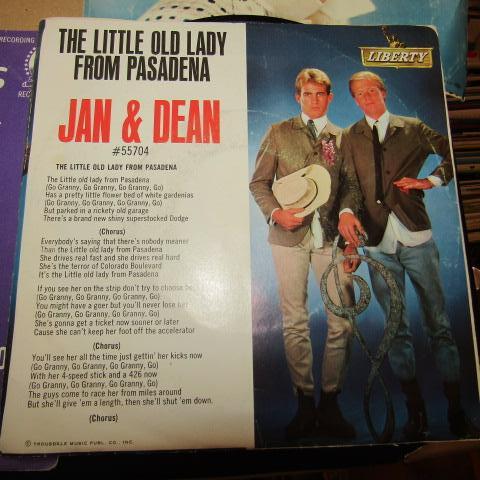 THE LITTLE OLD LADY
FROM PASADENA
JAN & DEAN
#55704
LIBERTY
THE LITTLE OLD LADY FROM PASADENA
The Little old lady from Pasadena
(Go Granny, Go Granny, Go Granny, Go)
Has a pretty little flower bed of white gardenias
(Go Granny, Go Granny, Go Granny, Go)
But parked in a rickety old garage
There's a brand new shiny superstocked Dodge
(Chorus)
Everybody's saying that there's nobody meaner
Than the Little old lady from Pasadena
She drives real fast and she drives real hard
She's the terror of Colorado Boulevard
It's the Little old lady from Pasadena
If you see her on the strip don't try to choose
(Go Granny, Go Granny, Go Granny, Go)
You might have a goer but you'll never lose her
(Go Granny, Go Granny, Go Granny, Go)
She's gonna get a ticket now sooner or later
Cause she can't keep her foot off the accelerator
(Chorus)
You'll see her all the time just gettin' her kicks now
(Go Granny, Go Granny, Go Granny, Go)
With her 4-speed stick and a 426 now
(Go Granny, Go Granny, Go Granny, Go)
The guys come to race her from miles around
But she'll give 'em a length, then she'll shut 'em down.
(Chorus)
© TROUSDALE MUSIC PUBL. CO., INC.
RECORDING
S
REC